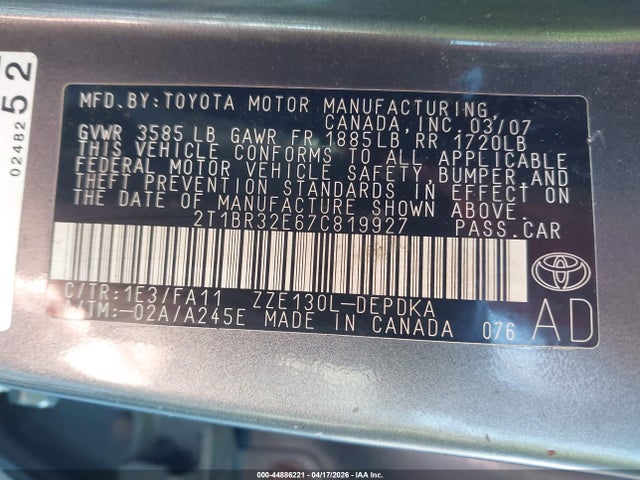 52
02482
MFD.BY:TOYOTA MOTOR MANUFACTURING,
CANADA, INC. 03/07
GVWR 3585 LB GAWR FR 1885LB RR 1720LB
THIS VEHICLE CONFORMS TO ALL APPLICABLE
FEDERAL MOTOR VEHICLE SAFETY, BUMPER AND
THEFT PREVENTION STANDARDS IN EFFECT ON
THE DATE OF MANUFACTURE SHOWN ABOVE.
2T1BR32E67C819927 PASS.CAR
C/TR:1E3/FA11 ZZE130L-DEPDKA
/TM:-02A/A245E MADE IN CANADA 076
AD
000-44886221 - 04/17/2026 - IAA Inc.